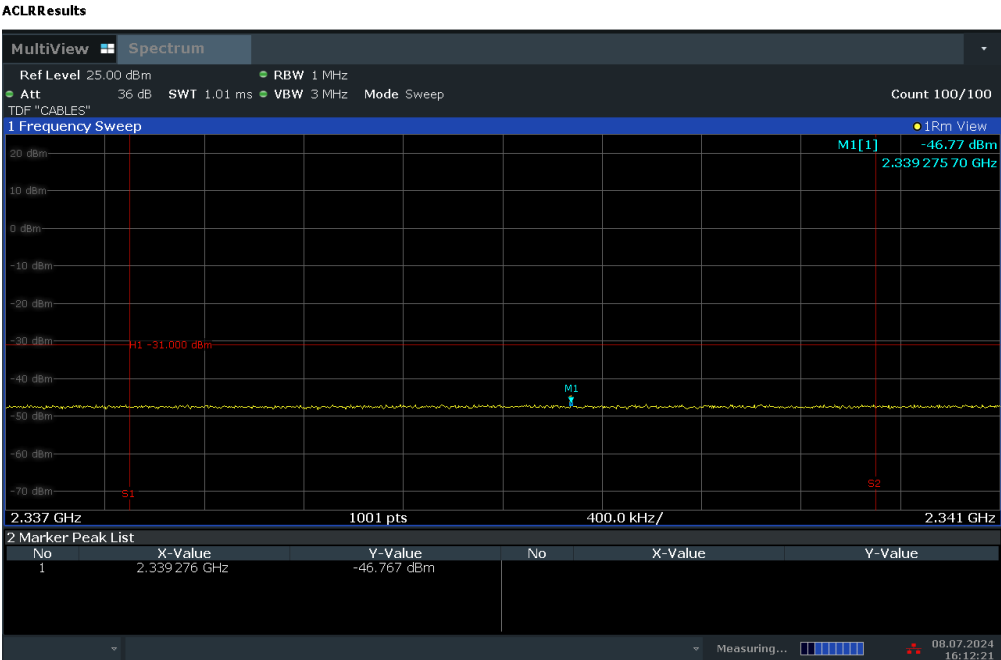 ACLRResults
MultiView Spectrum
Ref Level 25.00 dBm RBW 1 MHz
Att 36 dB SWT 1.01 ms VBW 3 MHz Mode Sweep Count 100/100
TDF "CABLES"
1 Frequency Sweep 1Rm View
M1[1] -46.77 dBm
2.339 275 70 GHz
20 dBm
10 dBm
0 dBm
-10 dBm
-20 dBm
-30 dBm
H1 -31.000 dBm
-40 dBm
M1
-50 dBm
-60 dBm
S2
-70 dBm
S1
2.337 GHz 1001 pts 400.0 kHz/ 2.341 GHz
2 Marker Peak List
No X-Value Y-Value No X-Value Y-Value
1 2.339 276 GHz -46.767 dBm
Measuring... 08.07.2024
16:12:21